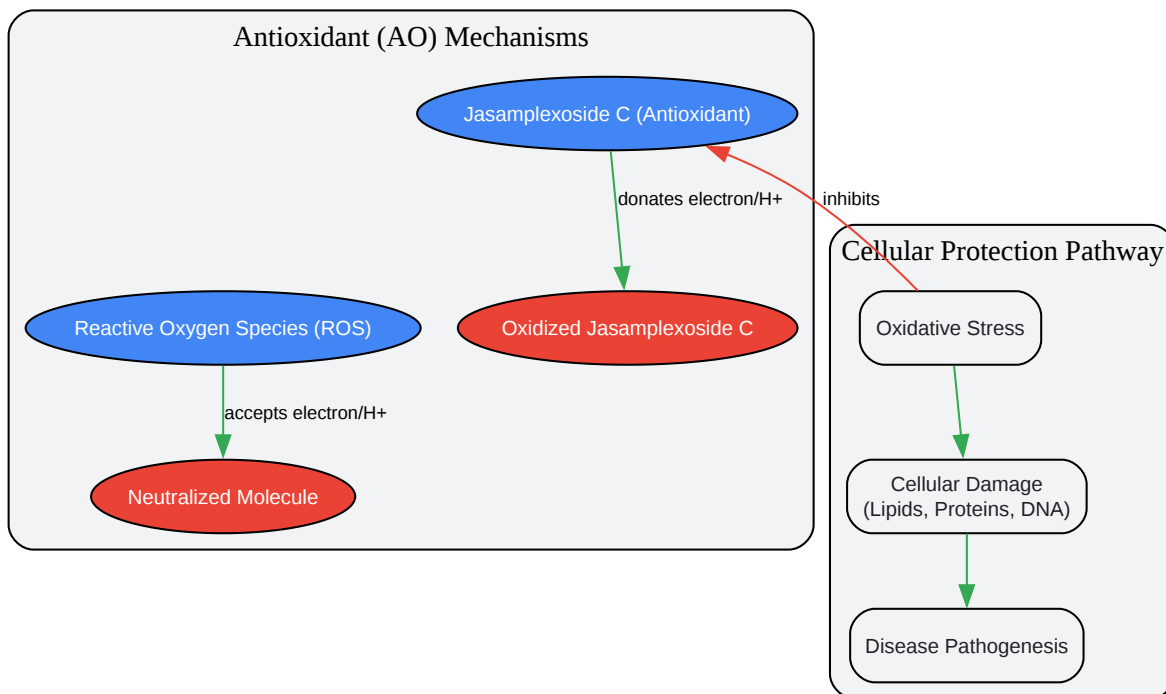 Antioxidant (AO) Mechanisms
Jasamplexoside C (Antioxidant)
donates electron/H+
inhibits
Cellular Protection Pathway
Reactive Oxygen Species (ROS)
Oxidized Jasamplexoside C
Oxidative Stress
accepts electron/H+
Neutralized Molecule
Cellular Damage
(Lipids, Proteins, DNA)
Disease Pathogenesis